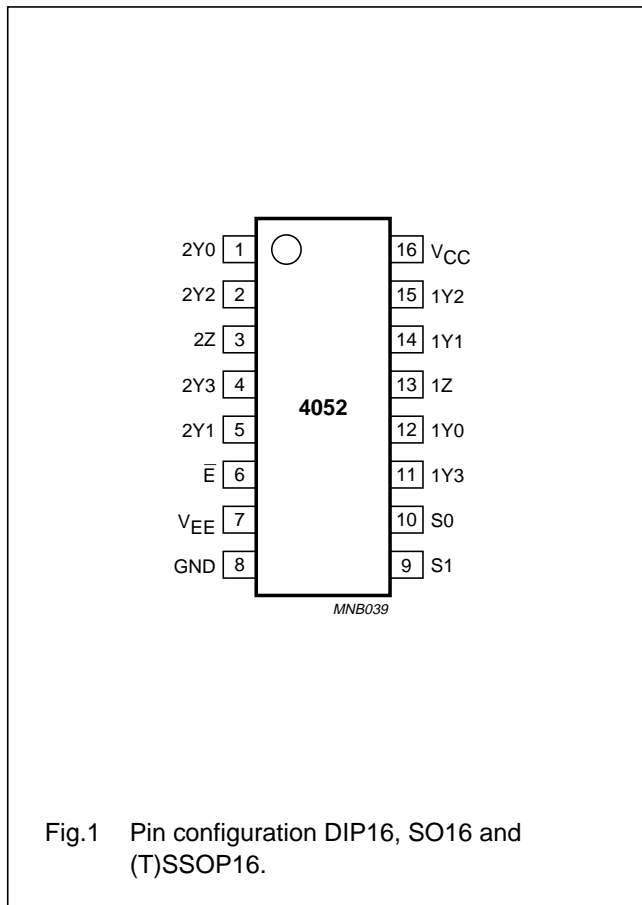 2Y0 1 16 VCC
2Y2 2 15 1Y2
2Z 3 14 1Y1
2Y3 4 13 1Z
4052
2Y1 5 12 1Y0
E̅ 6 11 1Y3
VEE 7 10 S0
GND 8 9 S1
MNB039
Fig.1 Pin configuration DIP16, SO16 and
(T)SSOP16.